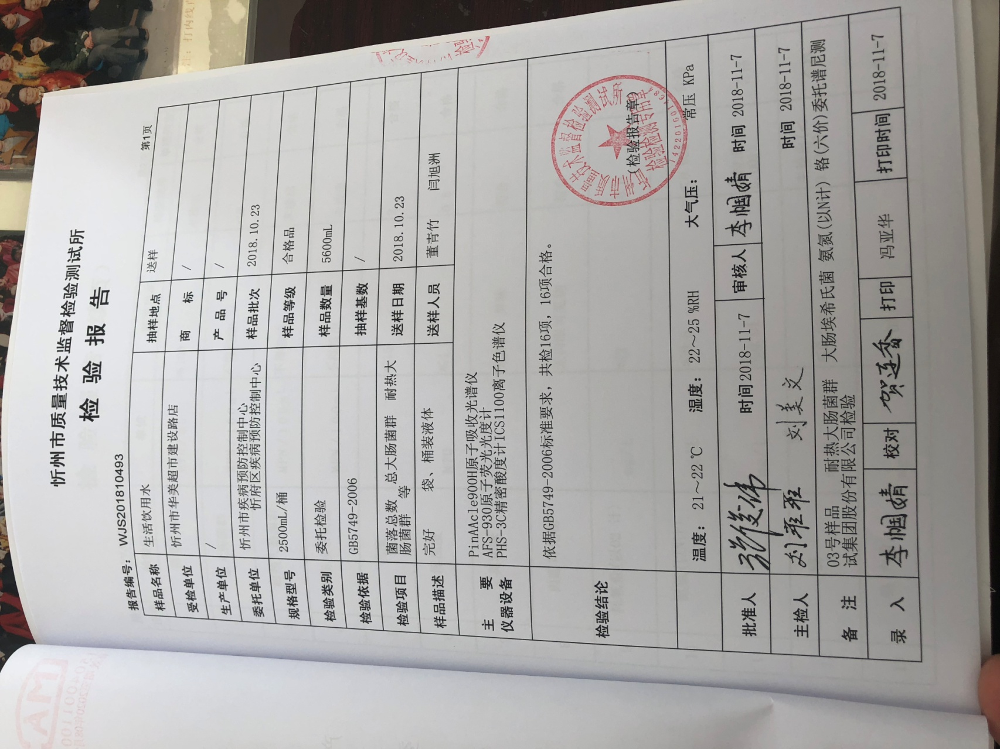 忻州市质量技术监督检验测试所
检验报告
报告编号: WJS201810493 第1页
样品名称 生活饮用水 抽样地点 送样
受检单位 忻州市华美超市建设路店 商标 /
生产单位 / 产品号 /
委托单位 忻州市疾病预防控制中心 样品批次 2018.10.23
忻府区疾病预防控制中心
规格型号 2500mL/桶 样品等级 合格品
检验类别 委托检验 样品数量 5600mL
检验依据 GB5749-2006 抽样基数 /
检验项目 菌落总数 总大肠菌群 耐热大 送样日期 2018.10.23
肠菌群 等
样品描述 完好 袋、桶装液体 送样人员 董青竹 闫旭洲
主要 PinAAcle900H原子吸收光谱仪
仪器设备 AFS-930原子荧光光度计
PHS-3C精密酸度计ICS1100离子色谱仪
检验结论 依据GB5749-2006标准要求，共检16项，16项合格。
(检验报告章)
技术监督检验测试所
检验检测专用章
温度: 21～22 ℃ 湿度: 22～25 %RH 大气压: 常压 KPa
批准人 时间 2018-11-7 审核人 时间 2018-11-7
主检人 刘美文 时间 2018-11-7
备注 03号样品 耐热大肠菌群 大肠埃希氏菌 氨氮(以N计) 铬(六价)委托谱尼测
试集团股份有限公司检验
录入 校对 贺连香 打印 冯亚华 打印时间 2018-11-7